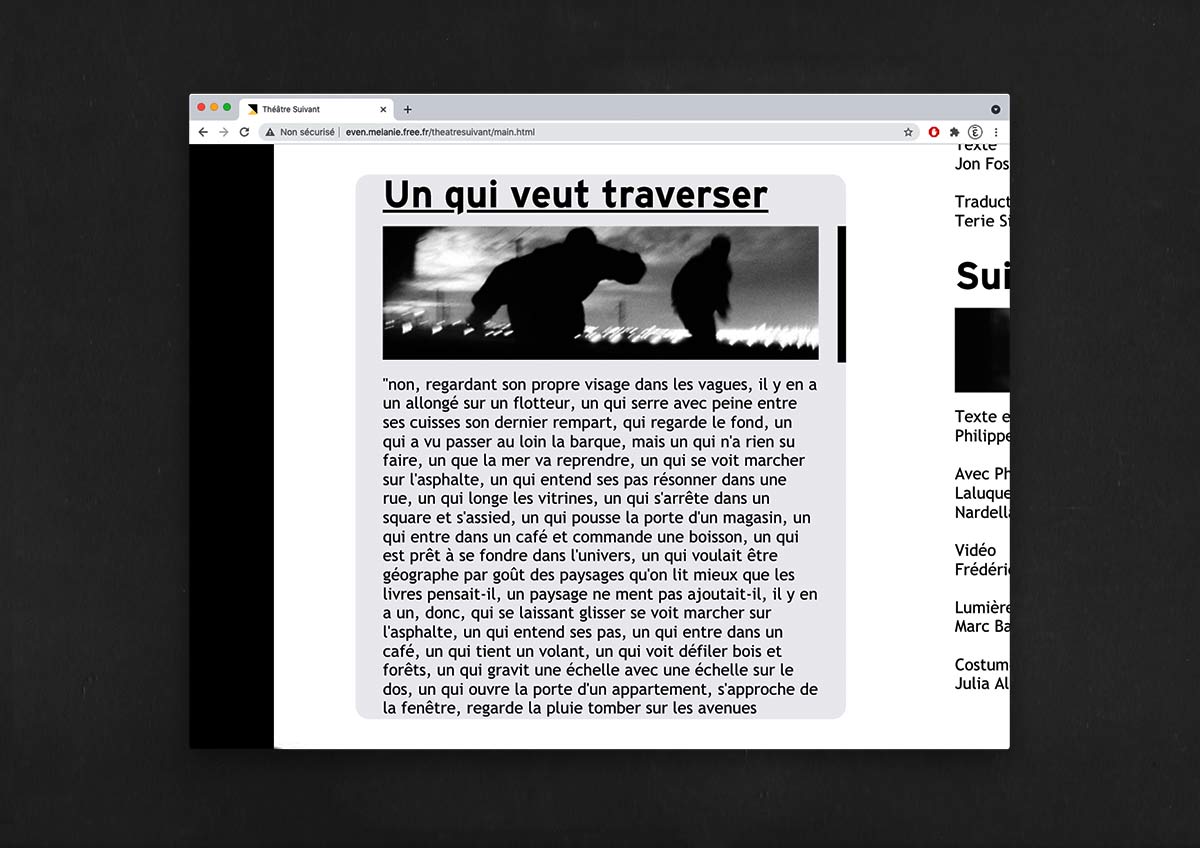 Théâtre Suivant
Non sécurisé | even.melanie.free.fr/theatresuivant/main.html
Un qui veut traverser
"non, regardant son propre visage dans les vagues, il y en a
un allongé sur un flotteur, un qui serre avec peine entre
ses cuisses son dernier rempart, qui regarde le fond, un
qui a vu passer au loin la barque, mais un qui n'a rien su
faire, un que la mer va reprendre, un qui se voit marcher
sur l'asphalte, un qui entend ses pas résonner dans une
rue, un qui longe les vitrines, un qui s'arrête dans un
square et s'assied, un qui pousse la porte d'un magasin, un
qui entre dans un café et commande une boisson, un qui
est prêt à se fondre dans l'univers, un qui voulait être
géographe par goût des paysages qu'on lit mieux que les
livres pensait-il, un paysage ne ment pas ajoutait-il, il y en
a un, donc, qui se laissant glisser se voit marcher sur
l'asphalte, un qui entend ses pas, un qui entre dans un
café, un qui tient un volant, un qui voit défiler bois et
forêts, un qui gravit une échelle avec une échelle sur le
dos, un qui ouvre la porte d'un appartement, s'approche de
la fenêtre, regarde la pluie tomber sur les avenues
Texte
Jon Fos
Traduct
Terie Si
Sui
Texte e
Philippe
Avec Ph
Laluque
Nardella
Vidéo
Frédéric
Lumière
Marc Ba
Costum
Julia Al